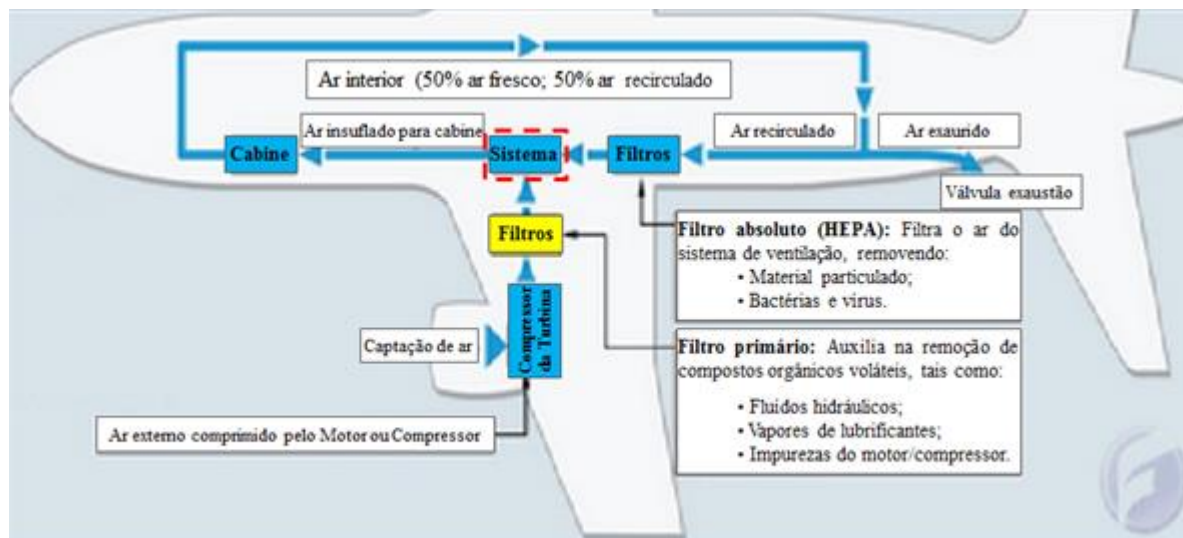 Ar interior (50% ar fresco; 50% ar recirculado
Ar insuflado para cabine
Ar recirculado
Ar exaurido
Cabine
Sistema
Filtros
Válvula exaustão
Filtros
Filtro absoluto (HEPA): Filtra o ar do
sistema de ventilação, removendo:
• Material particulado;
• Bactérias e vírus.
Compressor
da Turbina
Captação de ar
Filtro primário: Auxilia na remoção de
compostos orgânicos voláteis, tais como:
• Fluidos hidráulicos;
• Vapores de lubrificantes;
• Impurezas do motor/compressor.
Ar externo comprimido pelo Motor ou Compressor